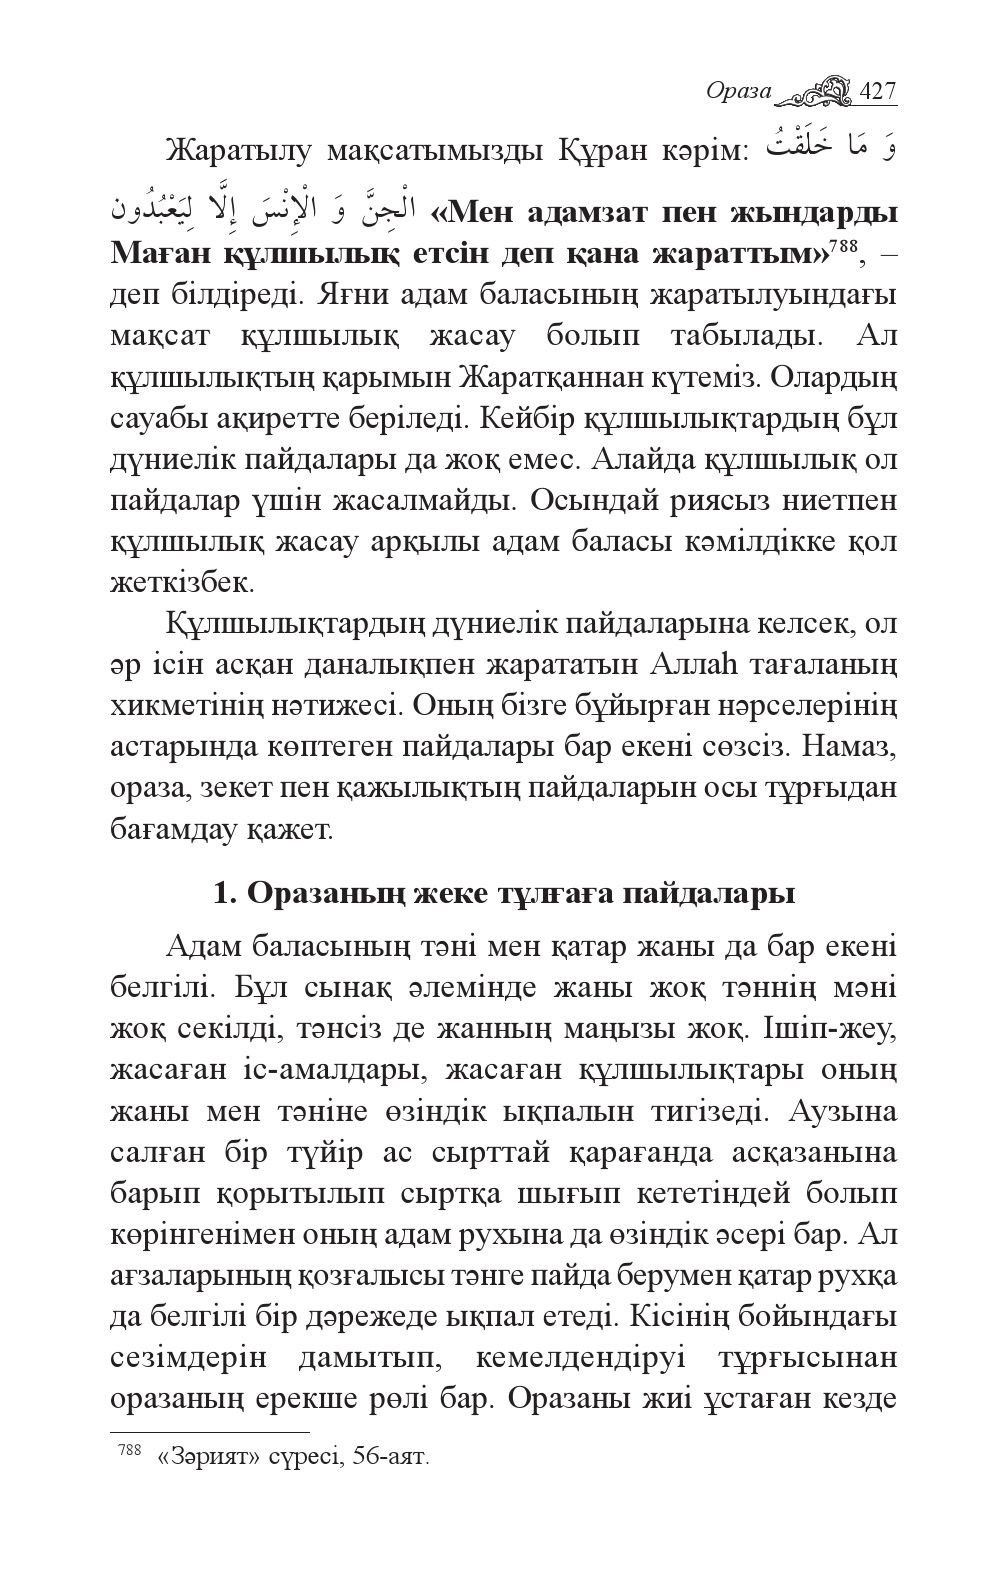 Ораза 427
Жаратылу мақсатымызды Құран кәрім: وَ مَا خَلَقْتُ
الْجِنَّ وَ الْإِنْسَ إِلَّا لِيَعْبُدُونِ «Мен адамзат пен жындарды
Маған құлшылық етсін деп қана жараттым»788, –
деп білдіреді. Яғни адам баласының жаратылуындағы
мақсат құлшылық жасау болып табылады. Ал
құлшылықтың қарымын Жаратқаннан күтеміз. Олардың
сауабы ақиретте беріледі. Кейбір құлшылықтардың бұл
дүниелік пайдалары да жоқ емес. Алайда құлшылық ол
пайдалар үшін жасалмайды. Осындай риясыз ниетпен
құлшылық жасау арқылы адам баласы кәмілдікке қол
жеткізбек.
Құлшылықтардың дүниелік пайдаларына келсек, ол
әр ісін асқан даналықпен жарататын Аллаһ тағаланың
хикметінің нәтижесі. Оның бізге бұйырған нәрселерінің
астарында көптеген пайдалары бар екені сөзсіз. Намаз,
ораза, зекет пен қажылықтың пайдаларын осы тұрғыдан
бағамдау қажет.
1. Оразаның жеке тұлғаға пайдалары
Адам баласының тәні мен қатар жаны да бар екені
белгілі. Бұл сынақ әлемінде жаны жоқ тәннің мәні
жоқ секілді, тәнсіз де жанның маңызы жоқ. Ішіп-жеу,
жасаған іс-амалдары, жасаған құлшылықтары оның
жаны мен тәніне өзіндік ықпалын тигізеді. Аузына
салған бір түйір ас сырттай қарағанда асқазанына
барып қорытылып сыртқа шығып кететіндей болып
көрінгенімен оның адам рухына да өзіндік әсері бар. Ал
ағзаларының қозғалысы тәнге пайда берумен қатар рухқа
да белгілі бір дәрежеде ықпал етеді. Кісінің бойындағы
сезімдерін дамытып, кемелдендіруі тұрғысынан
оразаның ерекше рөлі бар. Оразаны жиі ұстаған кезде
788 «Зәрият» сүресі, 56-аят.